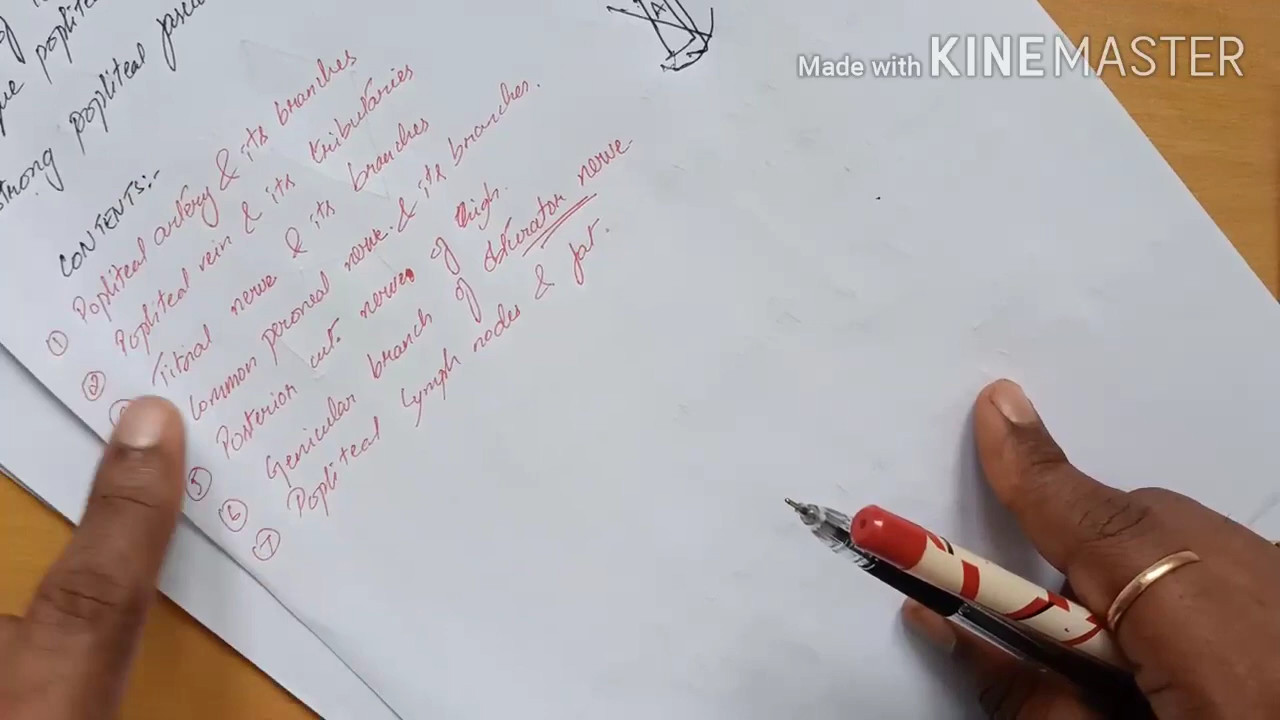 que popliteal
strong popliteal fascia
CONTENTS:-
① Popliteal artery & its branches
② Popliteal vein & its tributaries
Tibial nerve & its branches
Common peroneal nerve & its branches.
⑤ Posterior cut. nerve of thigh.
⑥ Genicular branch of obturator nerve
⑦ Popliteal lymph nodes & fat.
A
Made with KINEMASTER